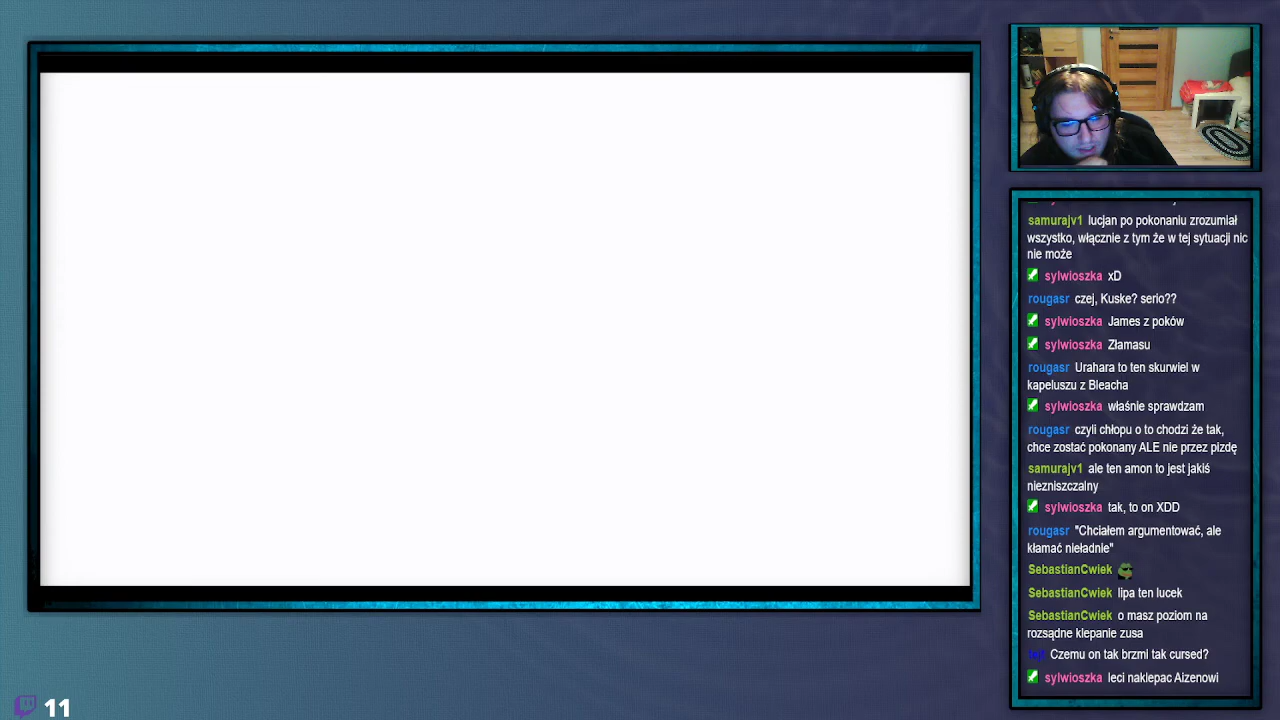 samurajv1 lucjan po pokonaniu zrozumiał
wszystko, włącznie z tym że w tej sytuacji nic
nie może
sylwioszka xD
rougasr czej, Kuske? serio??
sylwioszka James z poków
sylwioszka Złamasu
rougasr Urahara to ten skurwiel w
kapeluszu z Bleacha
sylwioszka właśnie sprawdzam
rougasr czyli chłopu o to chodzi że tak,
chce zostać pokonany ALE nie przez pizdę
samurajv1 ale ten amon to jest jakiś
niezniszczalny
sylwioszka tak, to on XDD
rougasr "Chciałem argumentować, ale
kłamać nieładnie"
SebastianCwiek
SebastianCwiek lipa ten lucek
SebastianCwiek o masz poziom na
rozsądne klepanie zusa
Czemu on tak brzmi tak cursed?
sylwioszka leci naklepac Aizenowi
11